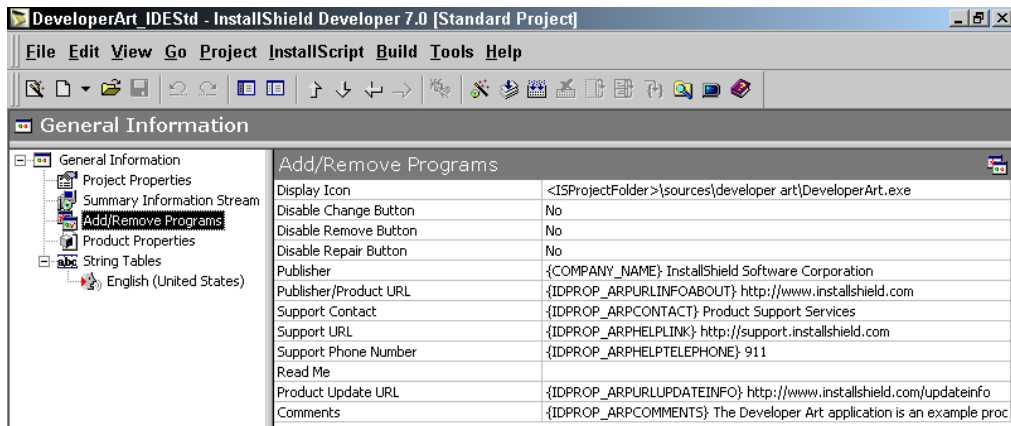 DeveloperArt_IDEStd - InstallShield Developer 7.0 [Standard Project]
File Edit View Go Project InstallScript Build Tools Help
General Information
General Information
Project Properties
Summary Information Stream
Add/Remove Programs
Product Properties
abc String Tables
English (United States)
Add/Remove Programs
Display Icon <ISProjectFolder>\sources\developer art\DeveloperArt.exe
Disable Change Button No
Disable Remove Button No
Disable Repair Button No
Publisher {COMPANY_NAME} InstallShield Software Corporation
Publisher/Product URL {IDPROP_ARPURLINFOABOUT} http://www.installshield.com
Support Contact {IDPROP_ARPCONTACT} Product Support Services
Support URL {IDPROP_ARPHELPLINK} http://support.installshield.com
Support Phone Number {IDPROP_ARPHELPTELEPHONE} 911
Read Me
Product Update URL {IDPROP_ARPURLUPDATEINFO} http://www.installshield.com/updateinfo
Comments {IDPROP_ARPCOMMENTS} The Developer Art application is an example proc